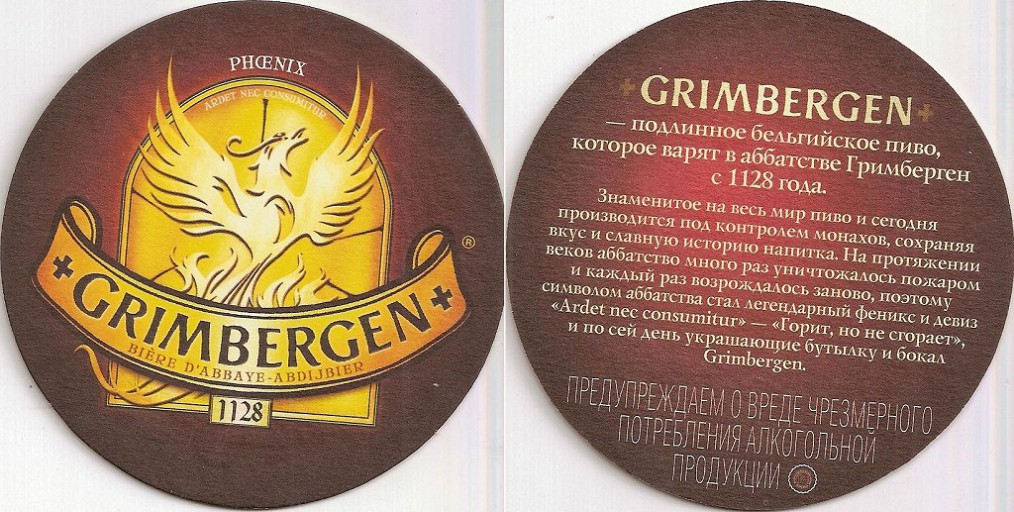 PHŒNIX
ARDET NEC CONSUMITUR
®
✚GRIMBERGEN✚
BIÈRE D'ABBAYE-ABDIJBIER
1128
+GRIMBERGEN+
— подлинное бельгийское пиво,
которое варят в аббатстве Гримберген
с 1128 года.
Знаменитое на весь мир пиво и сегодня
производится под контролем монахов, сохраняя
вкус и славную историю напитка. На протяжении
веков аббатство много раз уничтожалось пожаром
и каждый раз возрождалось заново, поэтому
символом аббатства стал легендарный феникс и девиз
«Ardet nec consumitur» — «Горит, но не сгорает»,
и по сей день украшающие бутылку и бокал
Grimbergen.
ПРЕДУПРЕЖДАЕМ О ВРЕДЕ ЧРЕЗМЕРНОГО
ПОТРЕБЛЕНИЯ АЛКОГОЛЬНОЙ
ПРОДУКЦИИ